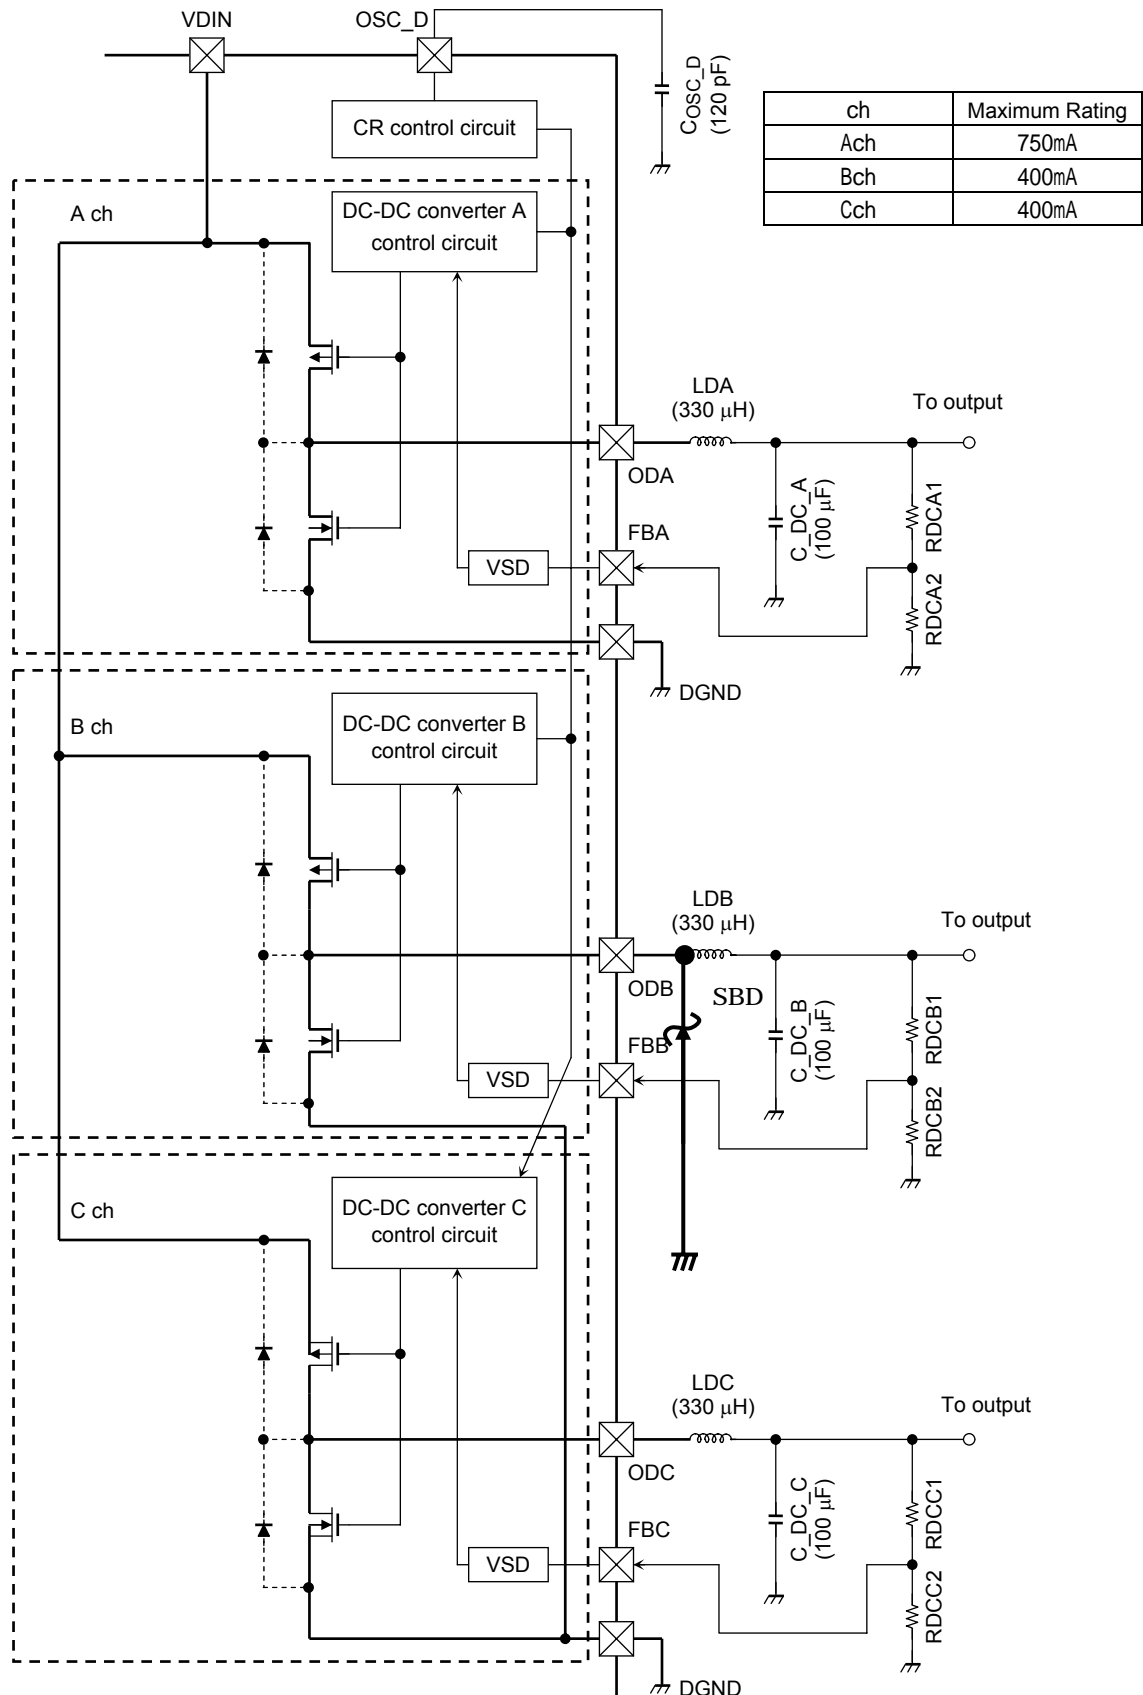 VDIN
OSC_D
COSC_D
(120 pF)
CR control circuit
ch Maximum Rating
Ach 750mA
Bch 400mA
Cch 400mA
A ch
DC-DC converter A
control circuit
LDA
(330 μH)
To output
ODA
C_DC_A
(100 μF)
RDCA1
FBA
VSD
RDCA2
DGND
B ch
DC-DC converter B
control circuit
LDB
(330 μH)
To output
ODB
SBD
C_DC_B
(100 μF)
RDCB1
FBB
VSD
RDCB2
C ch
DC-DC converter C
control circuit
LDC
(330 μH)
To output
ODC
C_DC_C
(100 μF)
RDCC1
FBC
VSD
RDCC2
DGND